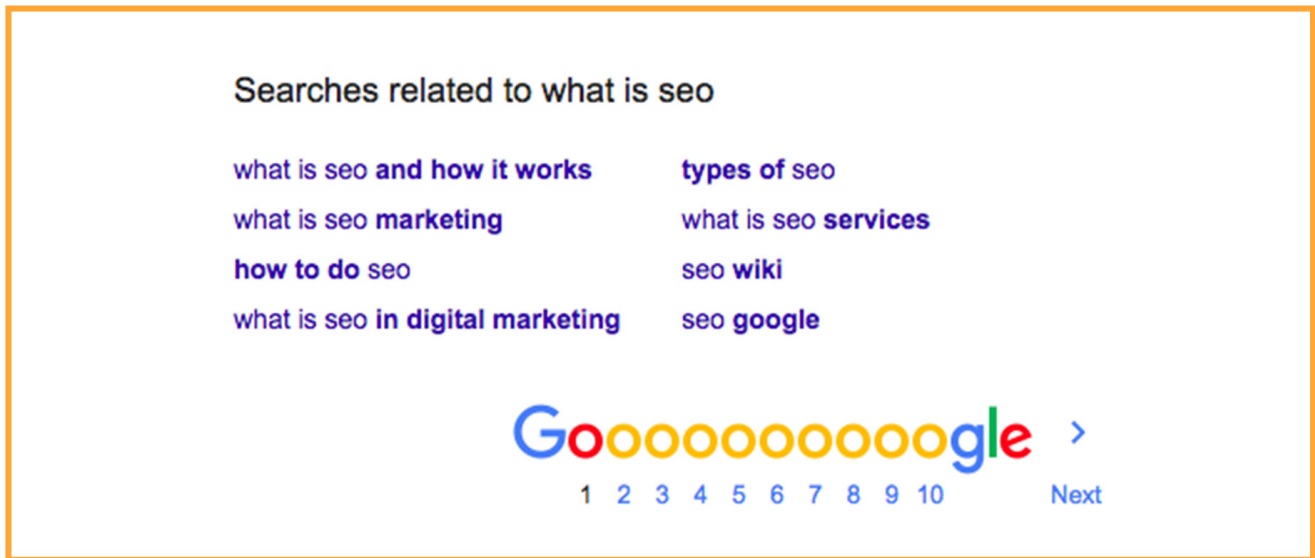 Searches related to what is seo
what is seo and how it works
what is seo marketing
how to do seo
what is seo in digital marketing
types of seo
what is seo services
seo wiki
seo google
Goooooooooogle >
1 2 3 4 5 6 7 8 9 10 Next